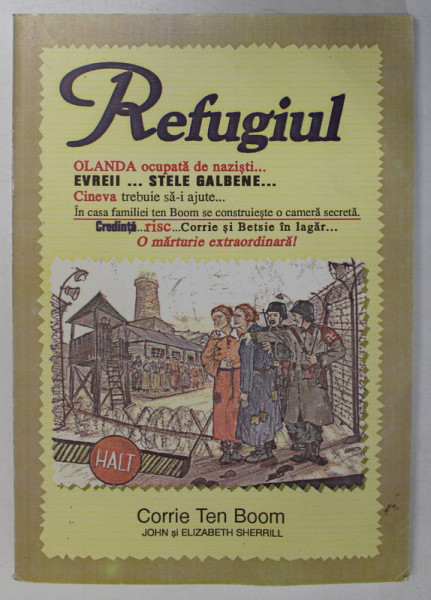 Refugiul
OLANDA ocupată de naziști...
EVREII ... STELE GALBENE...
Cineva trebuie să-i ajute...
În casa familiei ten Boom se construiește o cameră secretă.
Credință...risc...Corrie și Betsie în lagăr...
O mărturie extraordinară!
HALT
Corrie Ten Boom
JOHN și ELIZABETH SHERRILL